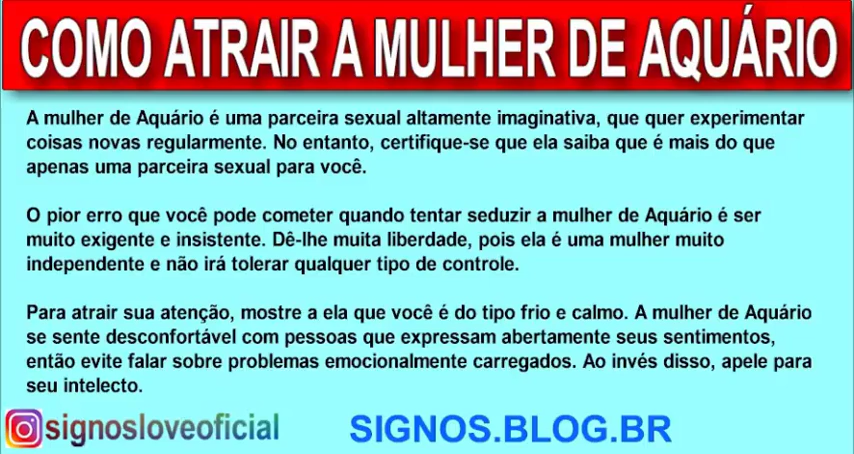 COMO ATRAIR A MULHER DE AQUÁRIO
A mulher de Aquário é uma parceira sexual altamente imaginativa, que quer experimentar
coisas novas regularmente. No entanto, certifique-se que ela saiba que é mais do que
apenas uma parceira sexual para você.
O pior erro que você pode cometer quando tentar seduzir a mulher de Aquário é ser
muito exigente e insistente. Dê-lhe muita liberdade, pois ela é uma mulher muito
independente e não irá tolerar qualquer tipo de controle.
Para atrair sua atenção, mostre a ela que você é do tipo frio e calmo. A mulher de Aquário
se sente desconfortável com pessoas que expressam abertamente seus sentimentos,
então evite falar sobre problemas emocionalmente carregados. Ao invés disso, apele para
seu intelecto.
signosloveoficial SIGNOS.BLOG.BR